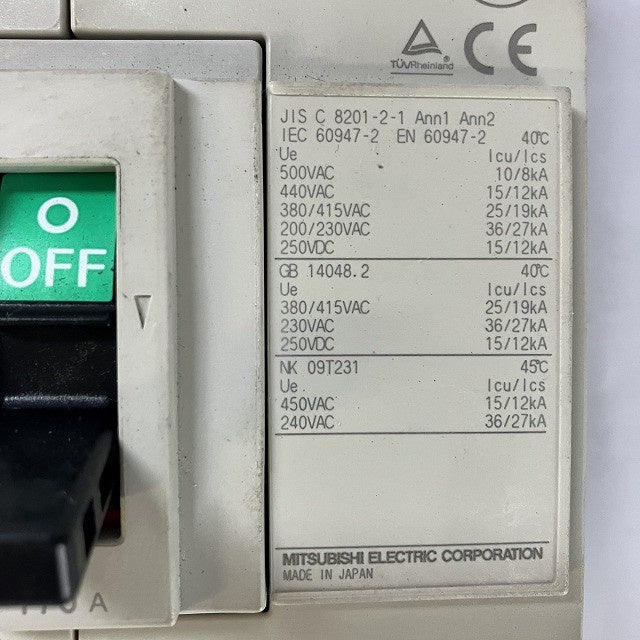 TÜVRheinland ®
CE
JIS C 8201-2-1 Ann1 Ann2
IEC 60947-2 EN 60947-2 40℃
Ue Icu/Ics
500VAC 10/8kA
440VAC 15/12kA
380/415VAC 25/19kA
200/230VAC 36/27kA
250VDC 15/12kA
GB 14048.2 40℃
Ue Icu/Ics
380/415VAC 25/19kA
230VAC 36/27kA
250VDC 15/12kA
NK 09T231 45℃
Ue Icu/Ics
450VAC 15/12kA
240VAC 36/27kA
MITSUBISHI ELECTRIC CORPORATION
MADE IN JAPAN
O
OFF